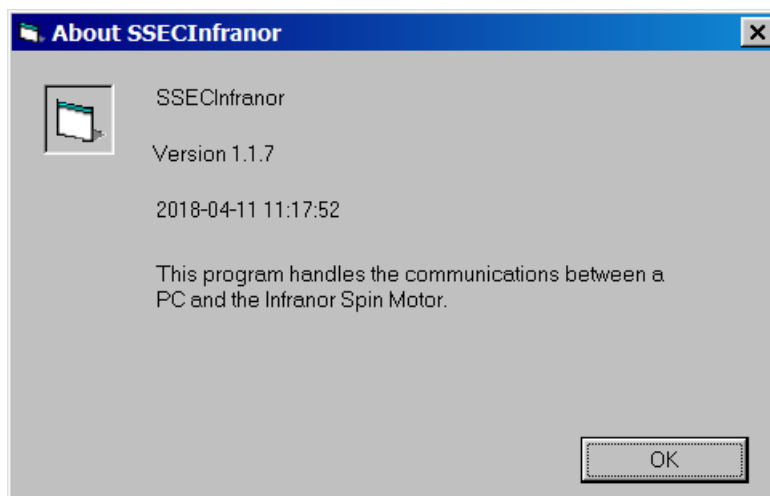 About SSECInfranor
SSECInfranor
Version 1.1.7
2018-04-11 11:17:52
This program handles the communications between a
PC and the Infranor Spin Motor.
OK